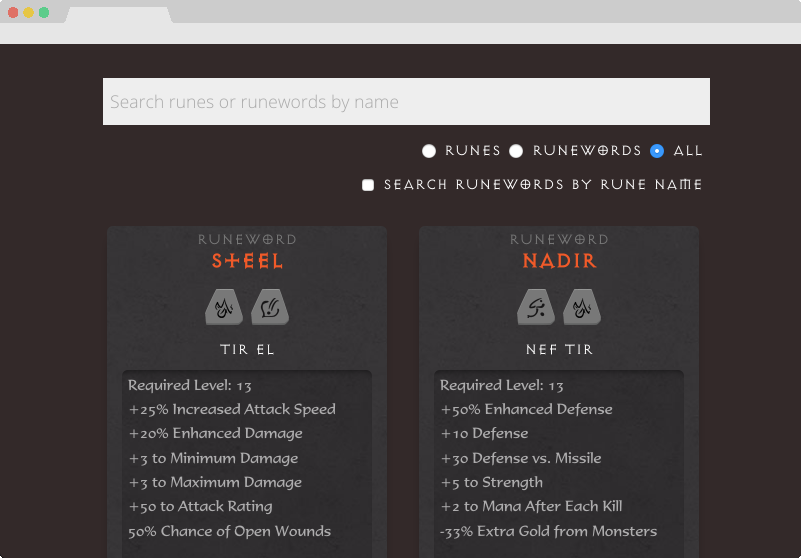 Search runes or runewords by name
RUNES RUNEWORDS ALL
SEARCH RUNEWORDS BY RUNE NAME
RUNEWORD
STEEL
TIR EL
Required Level: 13
+25% Increased Attack Speed
+20% Enhanced Damage
+3 to Minimum Damage
+3 to Maximum Damage
+50 to Attack Rating
50% Chance of Open Wounds
RUNEWORD
NADIR
NEF TIR
Required Level: 13
+50% Enhanced Defense
+10 Defense
+30 Defense vs. Missile
+5 to Strength
+2 to Mana After Each Kill
-33% Extra Gold from Monsters